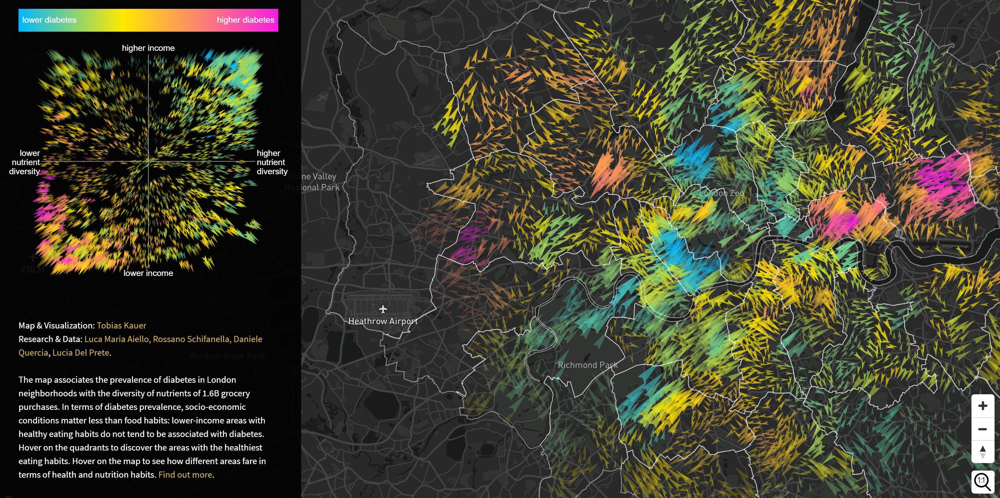 lower diabetes
higher diabetes
higher income
lower
nutrient
diversity
higher
nutrient
diversity
lower income
EGLM
Map & Visualization: Tobias Kauer
Research & Data: Luca Maria Aiello, Rossano Schifanella, Daniele
Quercia, Lucia Del Prete.
Windsor Great Park
The map associates the prevalence of diabetes in London
neighborhoods with the diversity of nutrients of 1.6B grocery
purchases. In terms of diabetes prevalence, socio-economic
conditions matter less than food habits: lower-income areas with
healthy eating habits do not tend to be associated with diabetes.
Hover on the quadrants to discover the areas with the healthiest
eating habits. Hover on the map to see how different areas fare in
terms of health and nutrition habits. Find out more.
Colne Valley
Regional Park
London Zoo
Heathrow Airport
Richmond Park
+
−
1:1